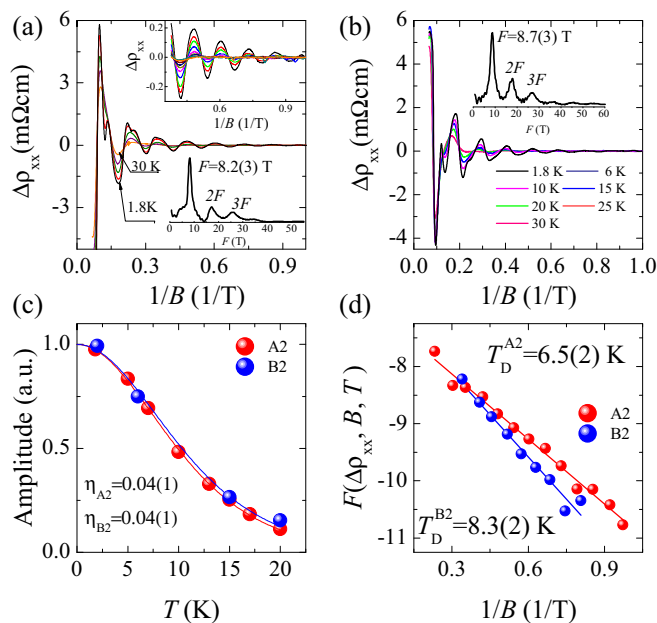 (a)
Δρxx(mΩcm)
5
0
-5
0.0 0.3 0.6 0.9
1/B (1/T)
Δρxx
0.0
-0.2
0.6 0.9
1/B(1/T)
30 K
1.8K
F=8.2(3) T
2F
3F
0 10 20 30 40 50
F (T)
(b)
Δρxx(mΩcm)
6
4
2
0
-2
-4
0.0 0.2 0.4 0.6 0.8 1.0
1/B (1/T)
F=8.7(3) T
2F
3F
0 10 20 30 40 50 60
F (T)
1.8 K 6 K
10 K 15 K
20 K 25 K
30 K
(c)
Amplitude (a.u.)
1.0
0.5
0.0
0 5 10 15 20
T (K)
A2
B2
ηA2=0.04(1)
ηB2=0.04(1)
(d)
F(Δρxx, B, T)
-8
-9
-10
-11
0.3 0.6 0.9
1/B (1/T)
TDA2=6.5(2) K
A2
B2
TDB2=8.3(2) K